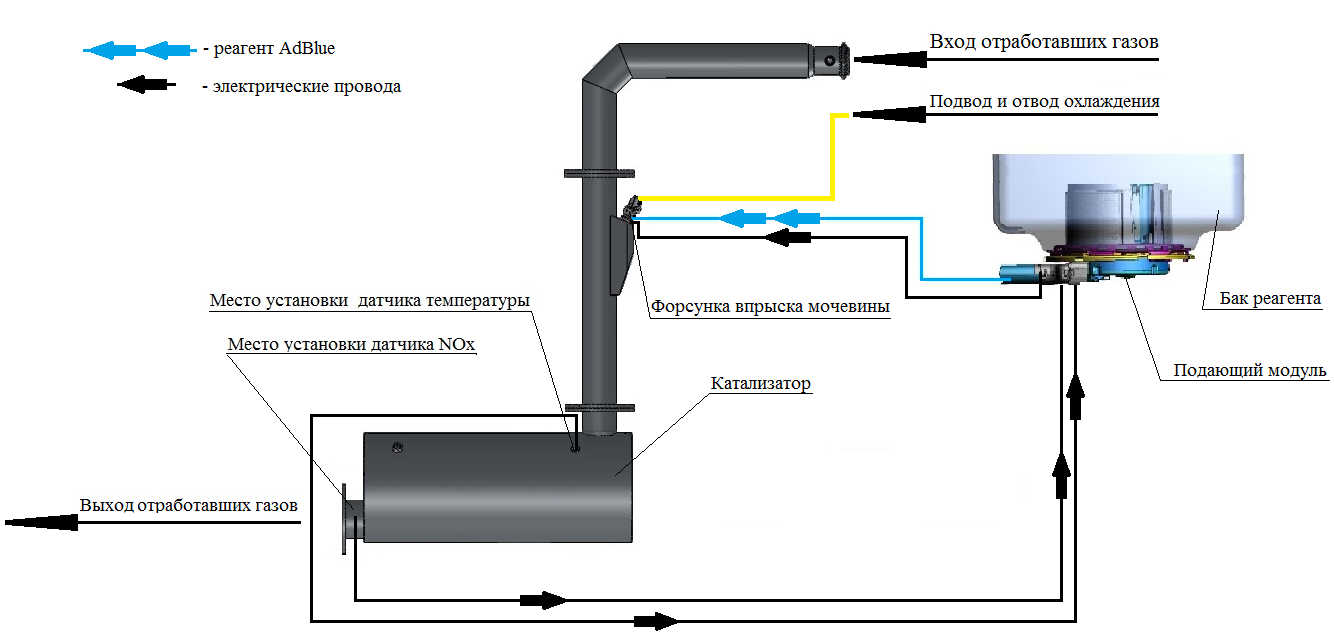 - реагент AdBlue
- электрические провода
Вход отработавших газов
Подвод и отвод охлаждения
Место установки датчика температуры
Форсунка впрыска мочевины
Бак реагента
Место установки датчика NOx
Подающий модуль
Катализатор
Выход отработавших газов